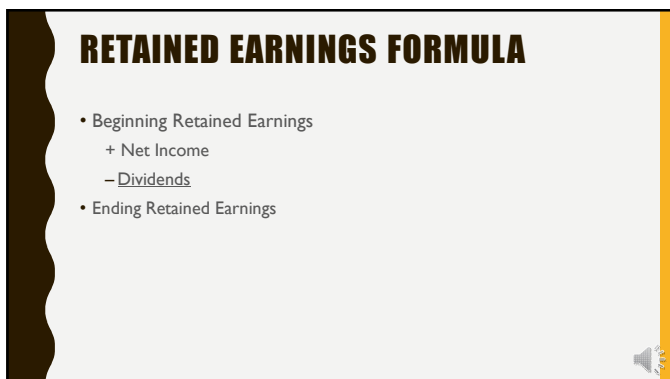 RETAINED EARNINGS FORMULA
• Beginning Retained Earnings
+ Net Income
– Dividends
• Ending Retained Earnings